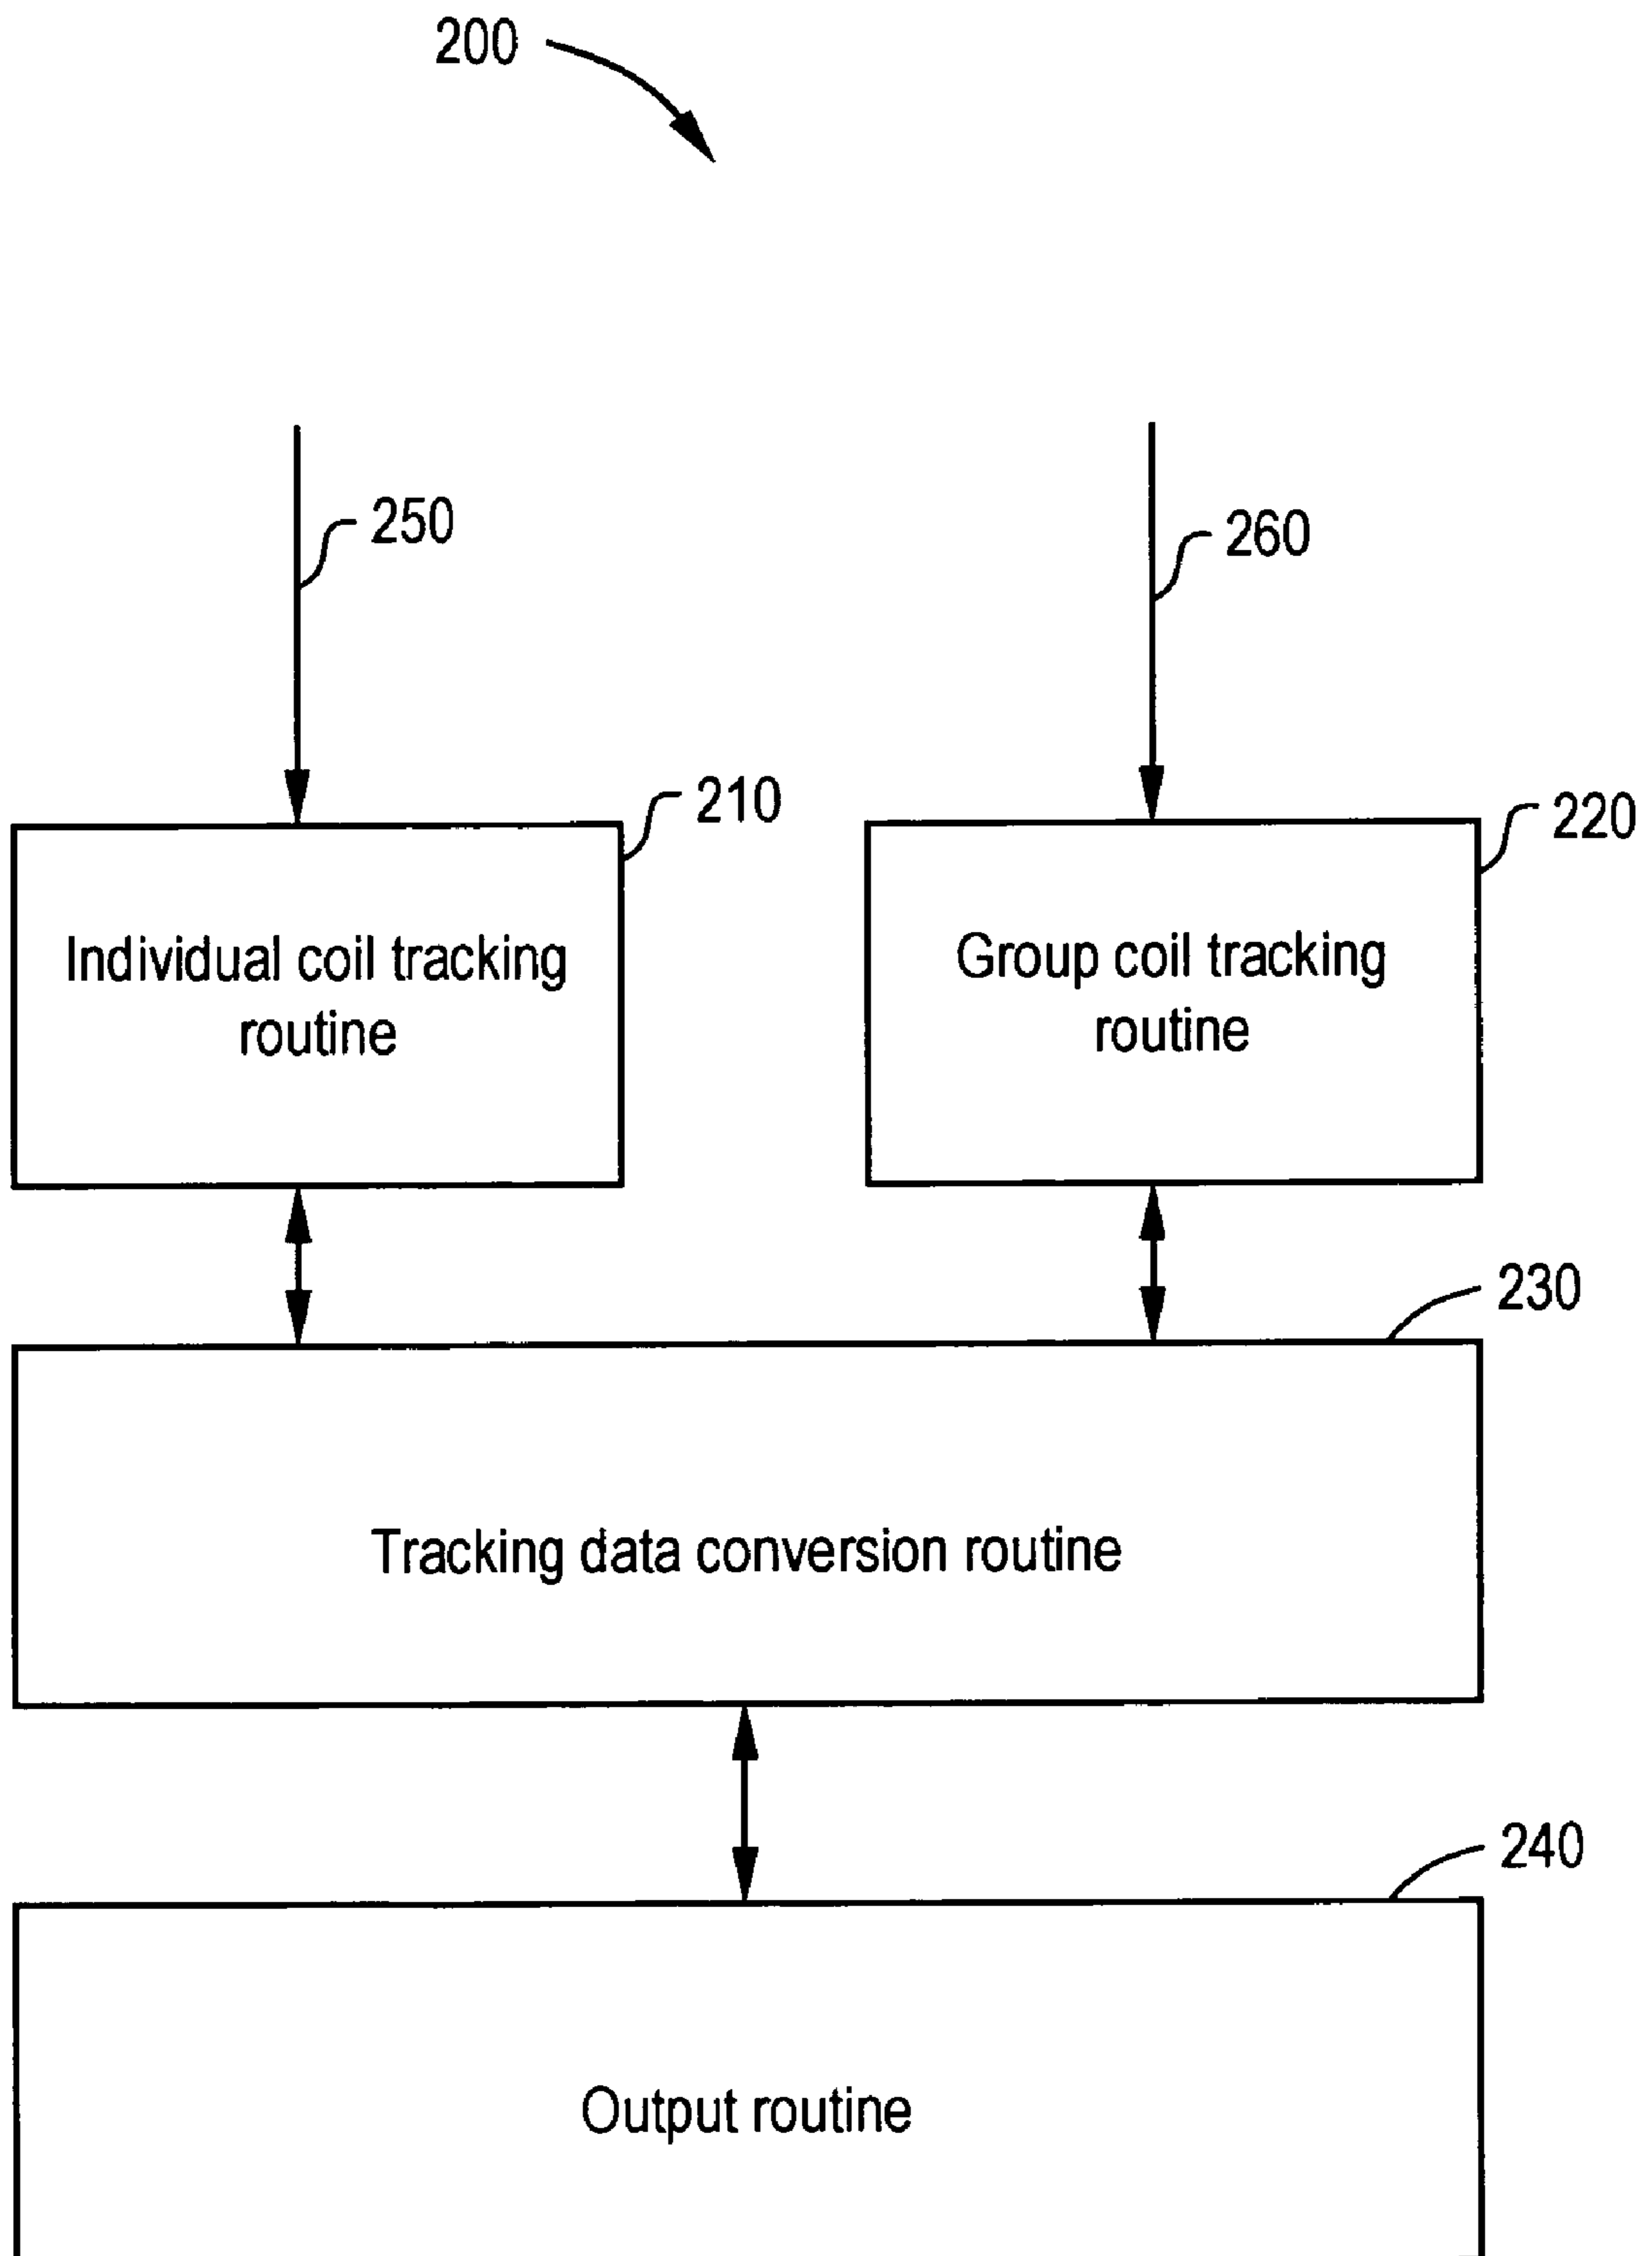 200
250
260
210
220
Individual coil tracking
routine
Group coil tracking
routine
230
Tracking data conversion routine
240
Output routine